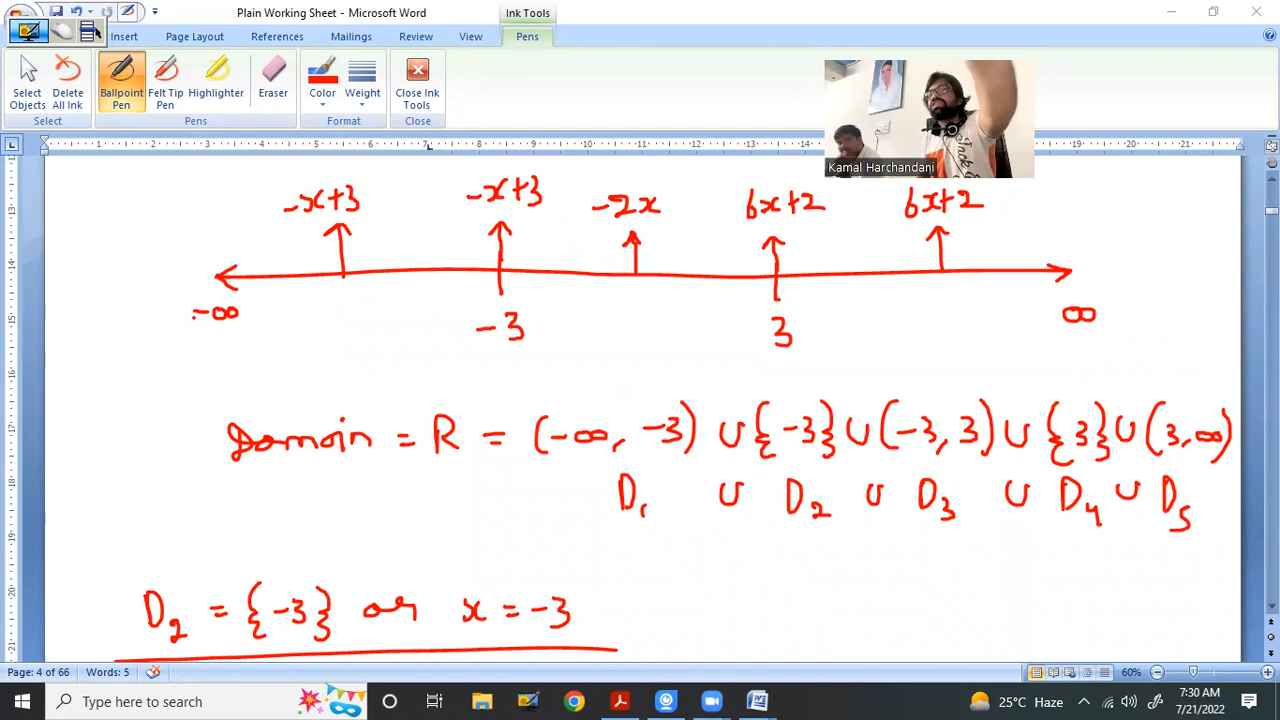 Plain Working Sheet - Microsoft Word
Ink Tools
Insert Page Layout References Mailings Review View Pens
Select Objects
Delete All Ink
Ballpoint Pen
Felt Tip Pen
Highlighter
Eraser
Color
Weight
Close Ink Tools
Select Pens Format Close
Kamal Harchandani
-x+3 -x+3 -2x 6x+2 6x+2
-∞ -3 3 ∞
Domain = R = (-∞, -3) ∪ {-3} ∪ (-3, 3) ∪ {3} ∪ (3, ∞)
D₁ ∪ D₂ ∪ D₃ ∪ D₄ ∪ D₅
D₂ = {-3} or x = -3
Page: 4 of 66 Words: 5 60%
Type here to search
25°C Haze
7:30 AM
7/21/2022